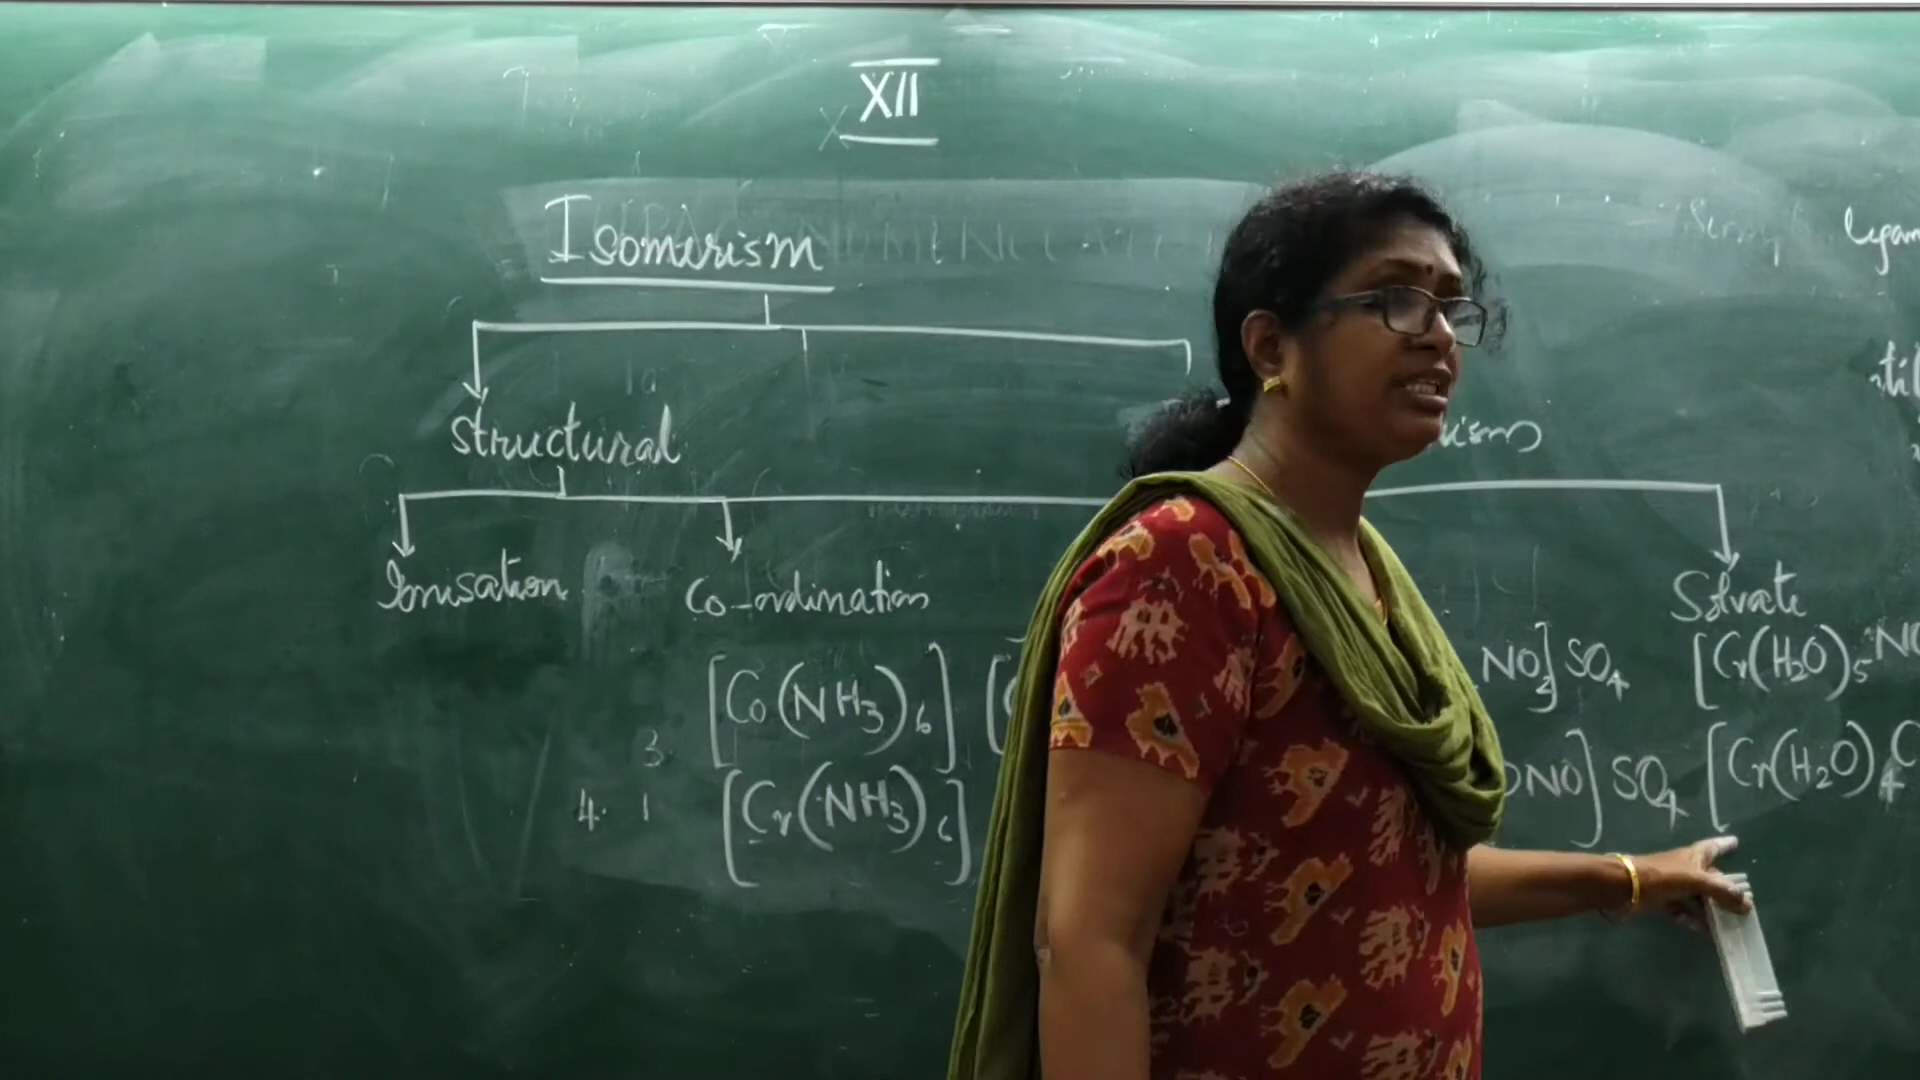 XII
Isomerism
Structural
Ionisation Co-ordination Solvate
[Co(NH₃)₆] NO₂] SO₄ [Cr(H₂O)₅
3.
4. 1 [Cr(NH₃)₆] ONO] SO₄ [Cr(H₂O)₄